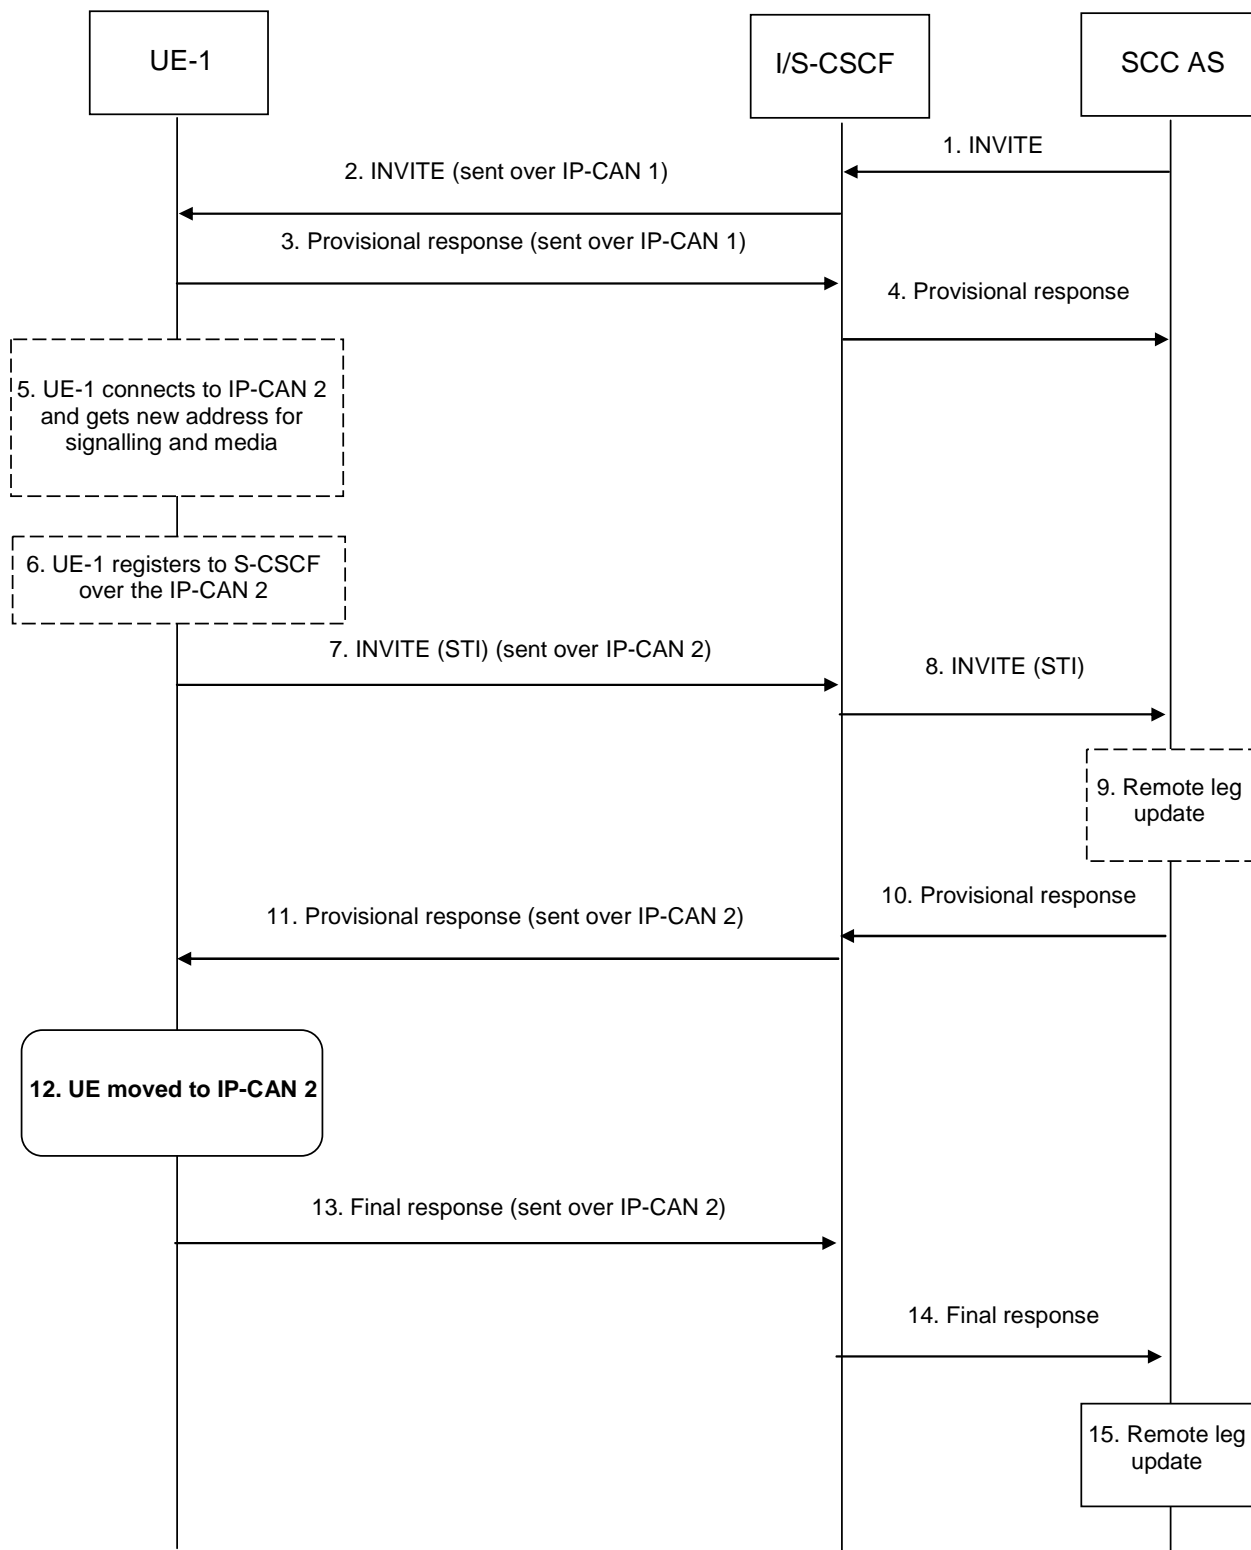 UE-1
I/S-CSCF
SCC AS
1. INVITE
2. INVITE (sent over IP-CAN 1)
3. Provisional response (sent over IP-CAN 1)
4. Provisional response
5. UE-1 connects to IP-CAN 2
and gets new address for
signalling and media
6. UE-1 registers to S-CSCF
over the IP-CAN 2
7. INVITE (STI) (sent over IP-CAN 2)
8. INVITE (STI)
9. Remote leg
update
10. Provisional response
11. Provisional response (sent over IP-CAN 2)
12. UE moved to IP-CAN 2
13. Final response (sent over IP-CAN 2)
14. Final response
15. Remote leg
update